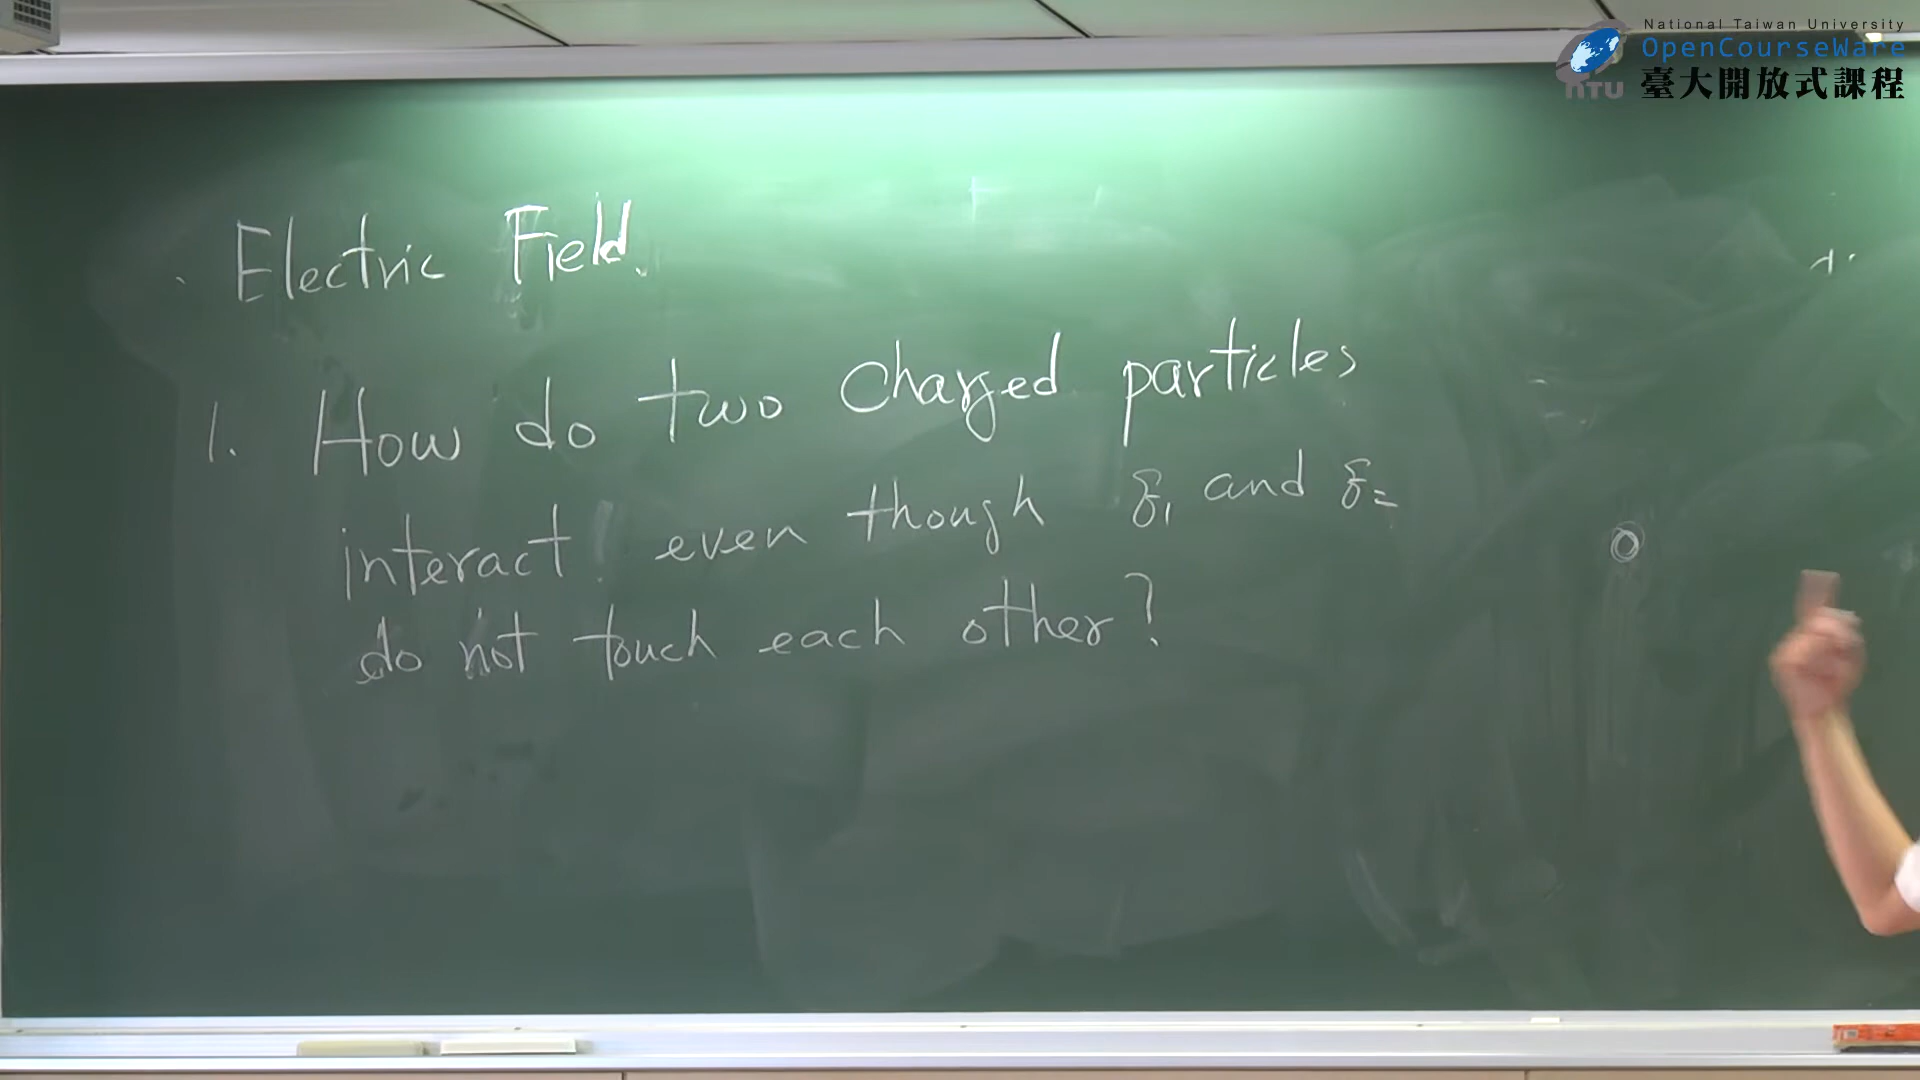 National Taiwan University
OpenCourseWare
NTU 臺大開放式課程
Electric Field.
1. How do two charged particles
interact even though q₁ and q₂
do not touch each other?